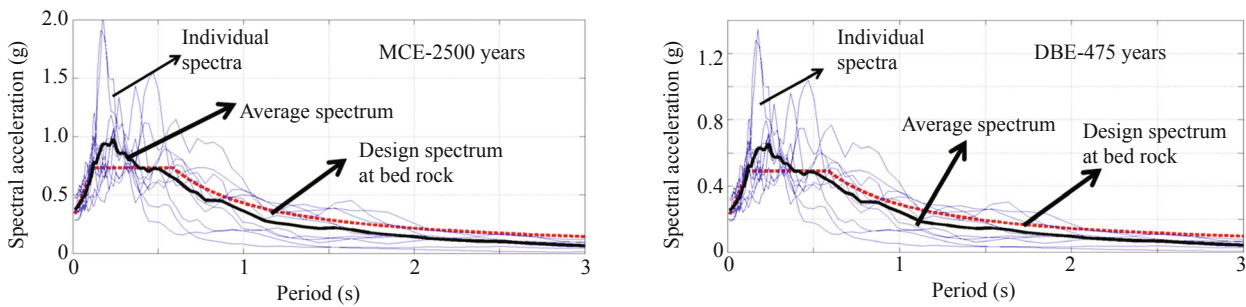 2.0
1.5
1.0
0.5
0
Spectral acceleration (g)
MCE-2500 years
Individual
spectra
Average spectrum
Design spectrum
at bed rock
0
1
2
3
Period (s)
1.2
0.8
0.4
0
Spectral acceleration (g)
DBE-475 years
Individual
spectra
Average spectrum
Design spectrum
at bed rock
0
1
2
3
Period (s)